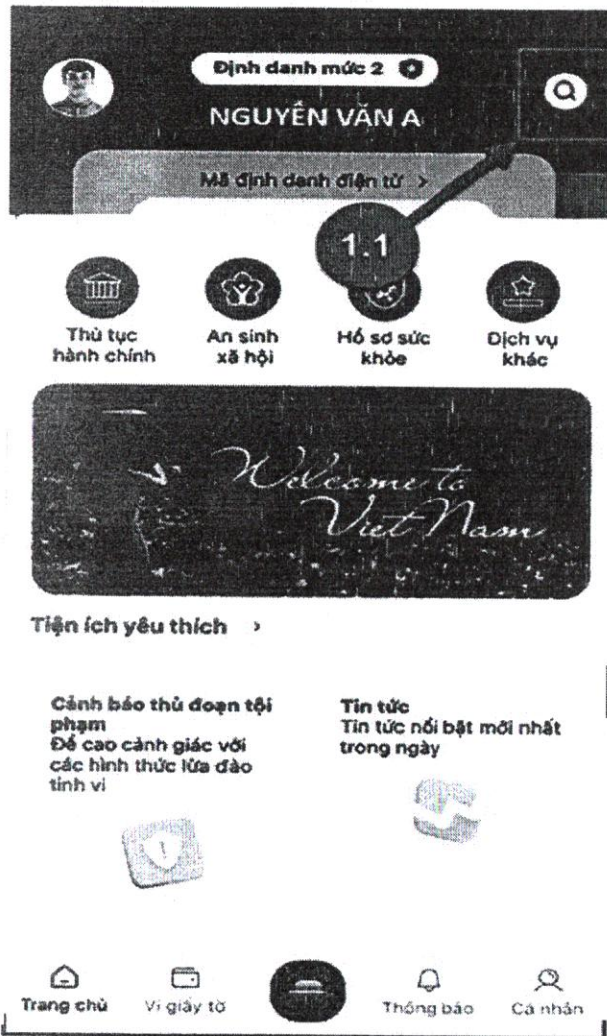 Định danh mức 2
NGUYỄN VĂN A
Mã định danh điện tử >
1.1
Thủ tục
hành chính
An sinh
xã hội
Hồ sơ sức
khỏe
Dịch vụ
khác
Welcome to
Viet Nam
Tiện ích yêu thích >
Cảnh báo thủ đoạn tội
phạm
Đề cao cảnh giác với
các hình thức lừa đảo
tinh vi
Tin tức
Tin tức nổi bật mới nhất
trong ngày
Trang chủ
Ví giấy tờ
Thông báo
Cá nhân